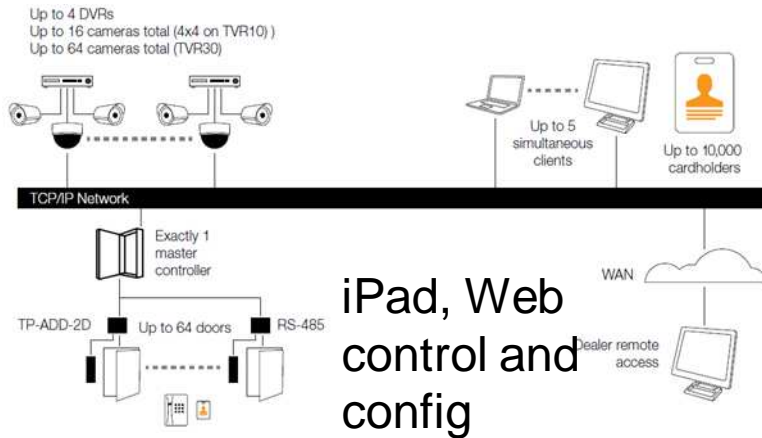 Up to 4 DVRs
Up to 16 cameras total (4x4 on TVR10) )
Up to 64 cameras total (TVR30)
Up to 5
simultaneous
clients
Up to 10,000
cardholders
TCP/IP Network
Exactly 1
master
controller
WAN
TP-ADD-2D
Up to 64 doors
RS-485
iPad, Web
control and
config
Dealer remote
access